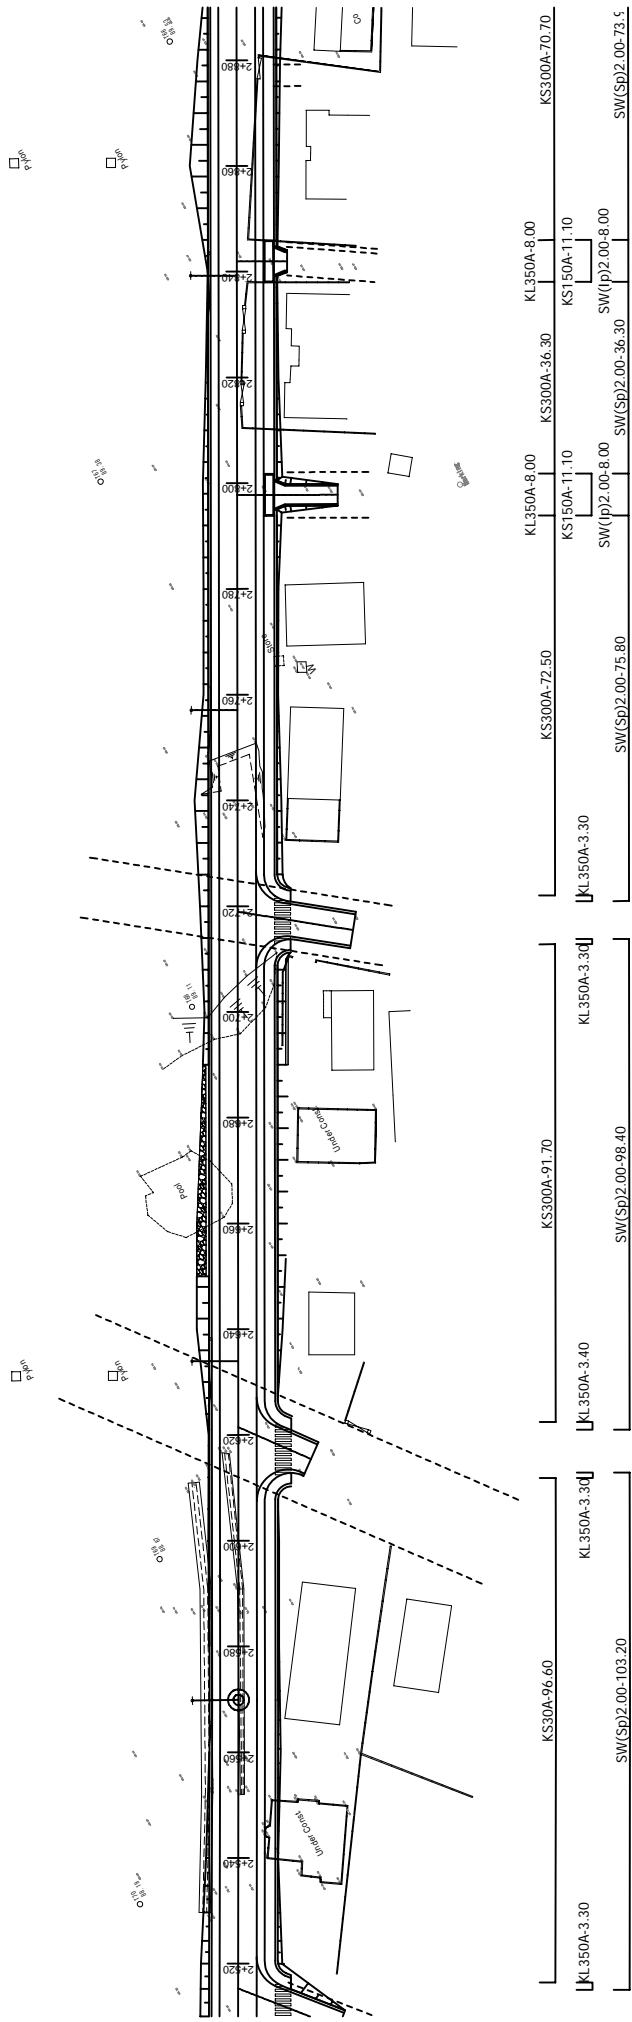 KS300A-70.70
KL350A-8.00
KS150A-11.10
SW(Ip)2.00-8.00
KS300A-36.30
SW(Sp)2.00-36.30
KL350A-8.00
KS150A-11.10
SW(Ip)2.00-8.00
KS300A-72.50
SW(Sp)2.00-75.80
KL350A-3.30
KL350A-3.30
KS300A-91.70
SW(Sp)2.00-98.40
KL350A-3.40
KL350A-3.30
KS30A-96.60
SW(Sp)2.00-103.20
KL350A-3.30
2+880
2+860
2+840
2+820
2+800
2+780
2+760
2+740
2+720
2+700
2+680
2+660
2+640
2+620
2+600
2+580
2+560
2+540
2+520
Pylon
Pylon
Store
W
Under Const
Pool
Pylon
Pylon
Under Const